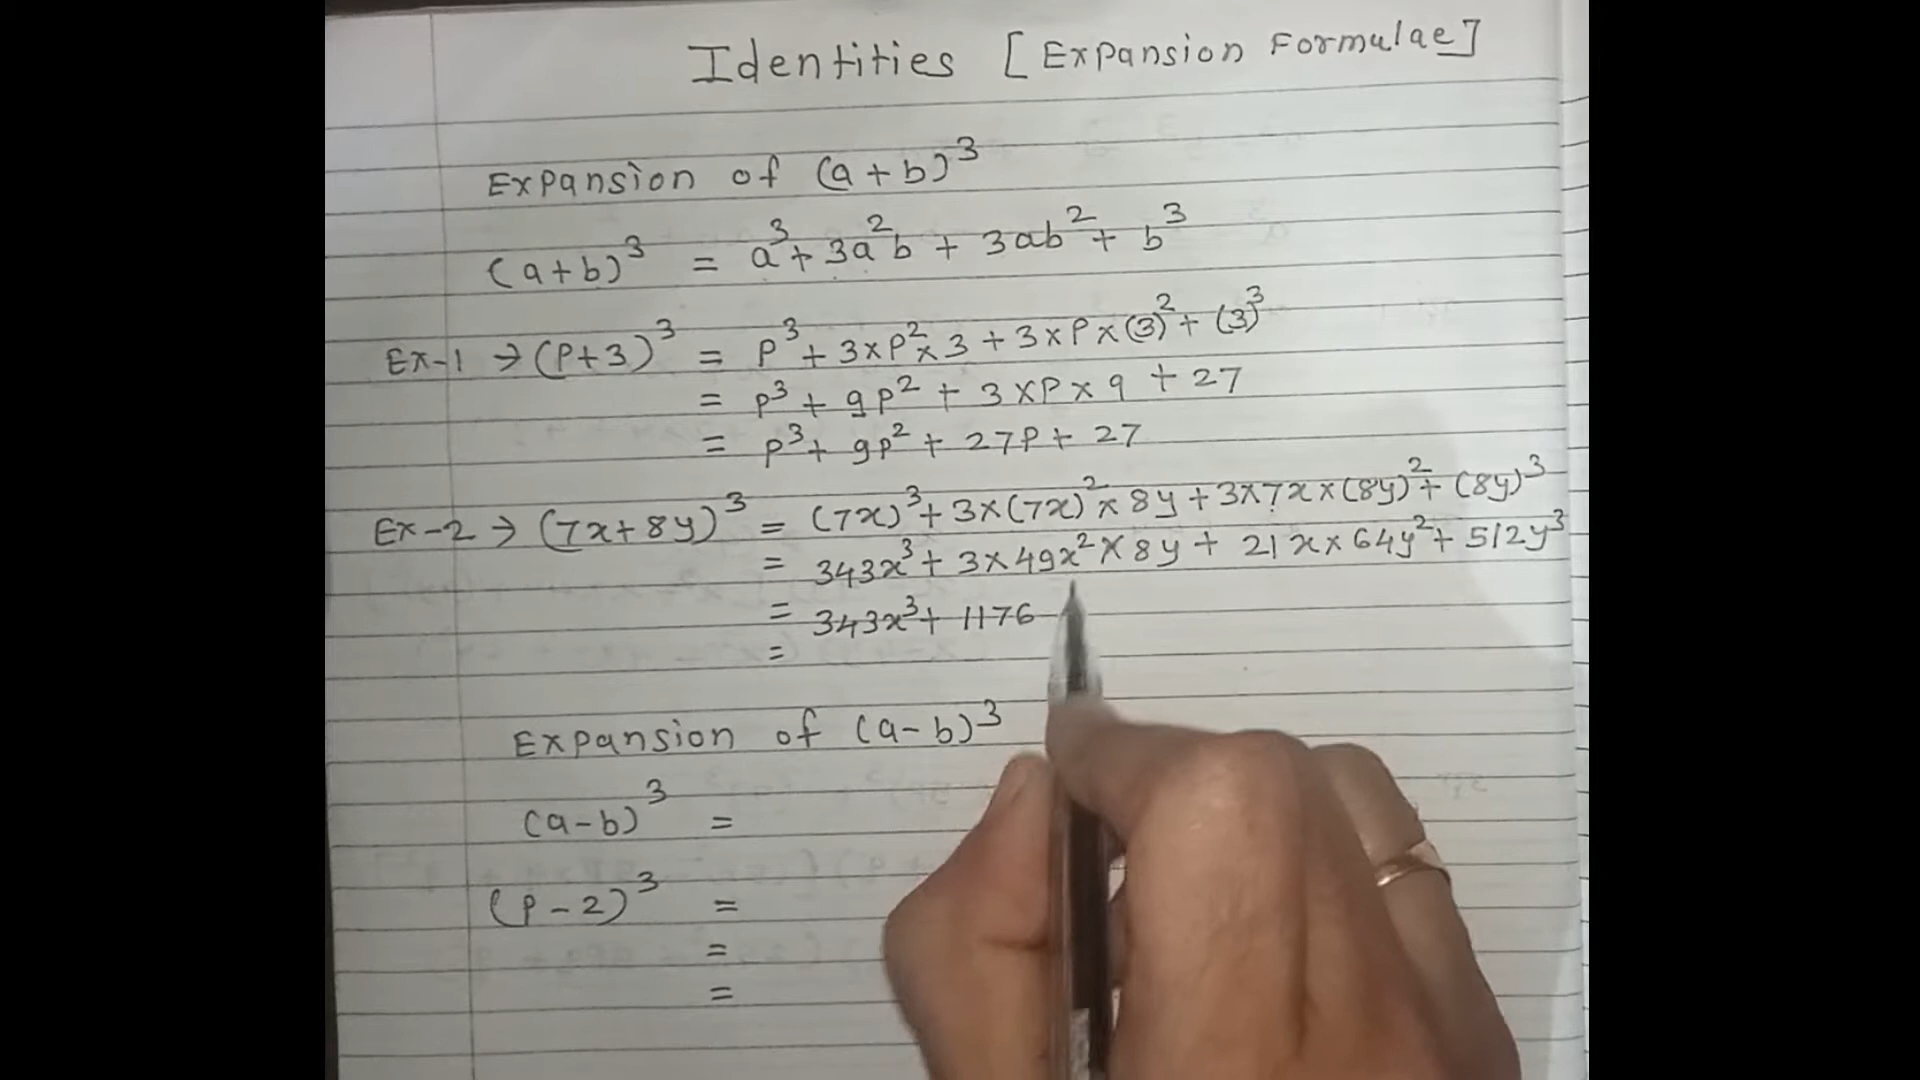 Identities [Expansion Formulae]
Expansion of (a+b)³
(a+b)³ = a³ + 3a²b + 3ab² + b³
Ex-1 → (P+3)³ = P³ + 3×P²×3 + 3×P×(3)² + (3)³
= P³ + 9P² + 3×P×9 + 27
= P³ + 9P² + 27P + 27
Ex-2 → (7x+8y)³ = (7x)³ + 3×(7x)²×8y + 3×7x×(8y)² + (8y)³
= 343x³ + 3×49x²×8y + 21x×64y² + 512y³
= 343x³ + 1176
=
Expansion of (a-b)³
(a-b)³ =
(P-2)³ =
=
=